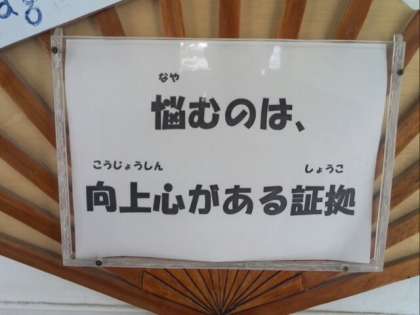 なや
悩むのは、
こうじょうしん
しょうこ
向上心がある証拠